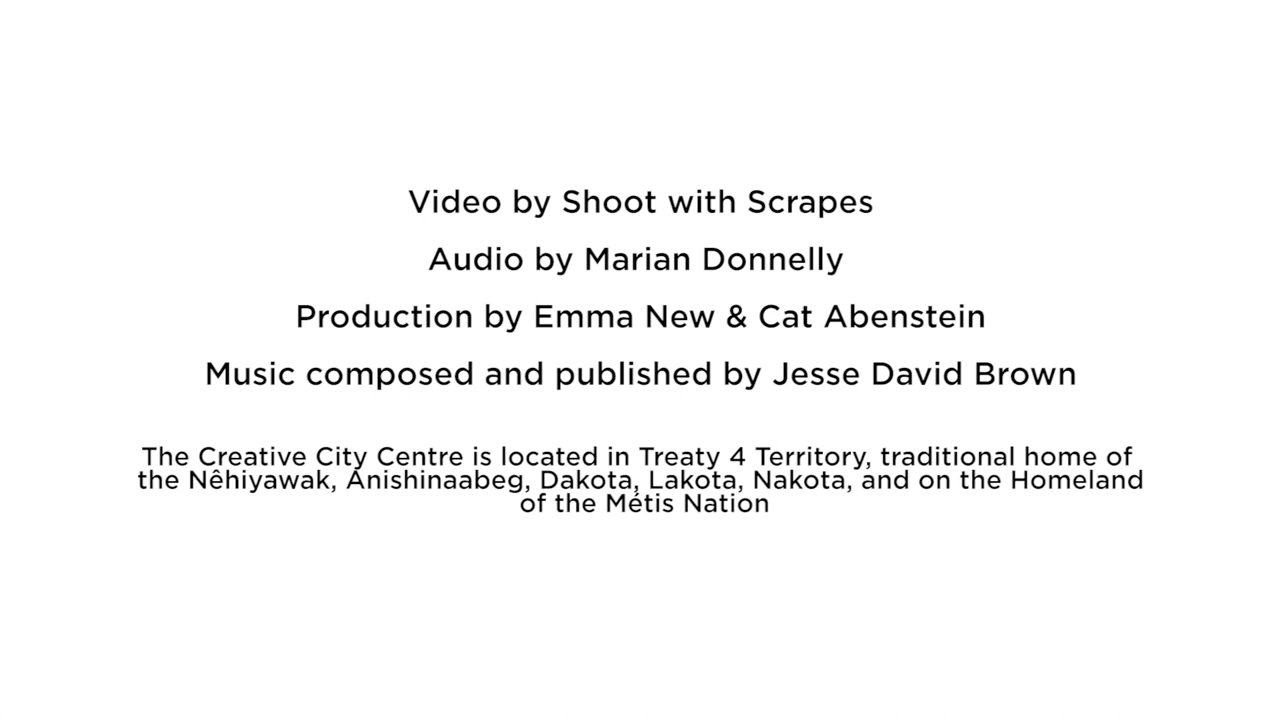 Video by Shoot with Scrapes
Audio by Marian Donnelly
Production by Emma New & Cat Abenstein
Music composed and published by Jesse David Brown
The Creative City Centre is located in Treaty 4 Territory, traditional home of
the Nêhiyawak, Anishinaabeg, Dakota, Lakota, Nakota, and on the Homeland
of the Métis Nation